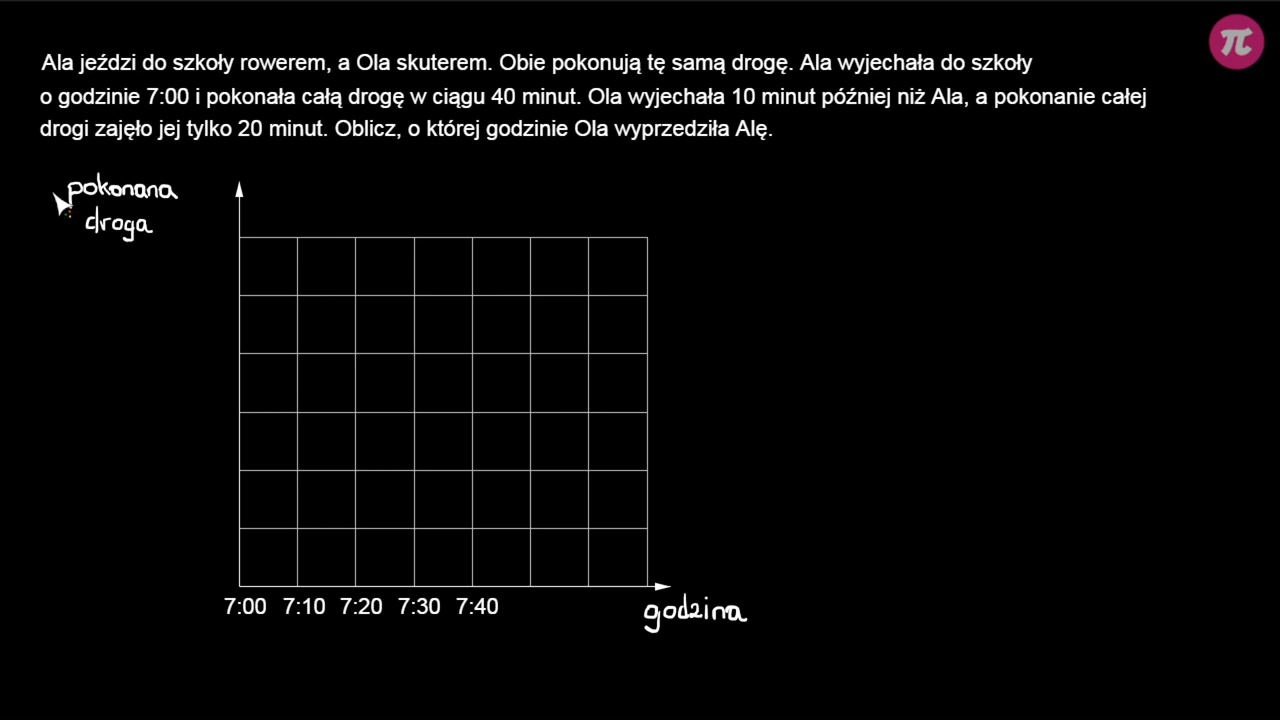 π
Ala jeździ do szkoły rowerem, a Ola skuterem. Obie pokonują tę samą drogę. Ala wyjechała do szkoły
o godzinie 7:00 i pokonała całą drogę w ciągu 40 minut. Ola wyjechała 10 minut później niż Ala, a pokonanie całej
drogi zajęło jej tylko 20 minut. Oblicz, o której godzinie Ola wyprzedziła Alę.
pokonana
droga
7:00 7:10 7:20 7:30 7:40
godzina